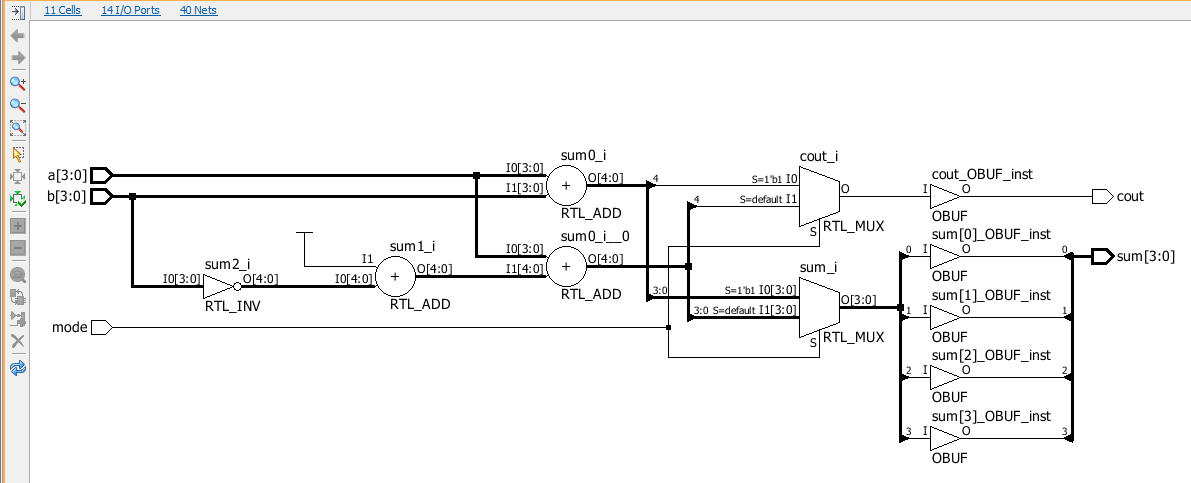 11 Cells 14 I/O Ports 40 Nets
sum0_i
cout_i
a[3:0] I0[3:0] O[4:0] 4 S=1'b1 I0 O cout_OBUF_inst
b[3:0] I1[3:0] + S=default I1 I O cout
4
RTL_ADD S RTL_MUX OBUF
sum0_i__0 sum[0]_OBUF_inst
sum1_i I0[3:0] O[4:0] 0 I O 0 sum[3:0]
I1 O[4:0] I1[4:0] + sum_i OBUF
sum2_i +
I0[3:0] O[4:0] I0[4:0] RTL_ADD 3:0 S=1'b1 I0[3:0] O[3:0] sum[1]_OBUF_inst
RTL_INV RTL_ADD 3:0 S=default I1[3:0] 1 I O 1
mode S RTL_MUX OBUF
sum[2]_OBUF_inst
2 I O 2
OBUF
sum[3]_OBUF_inst
3 I O 3
OBUF